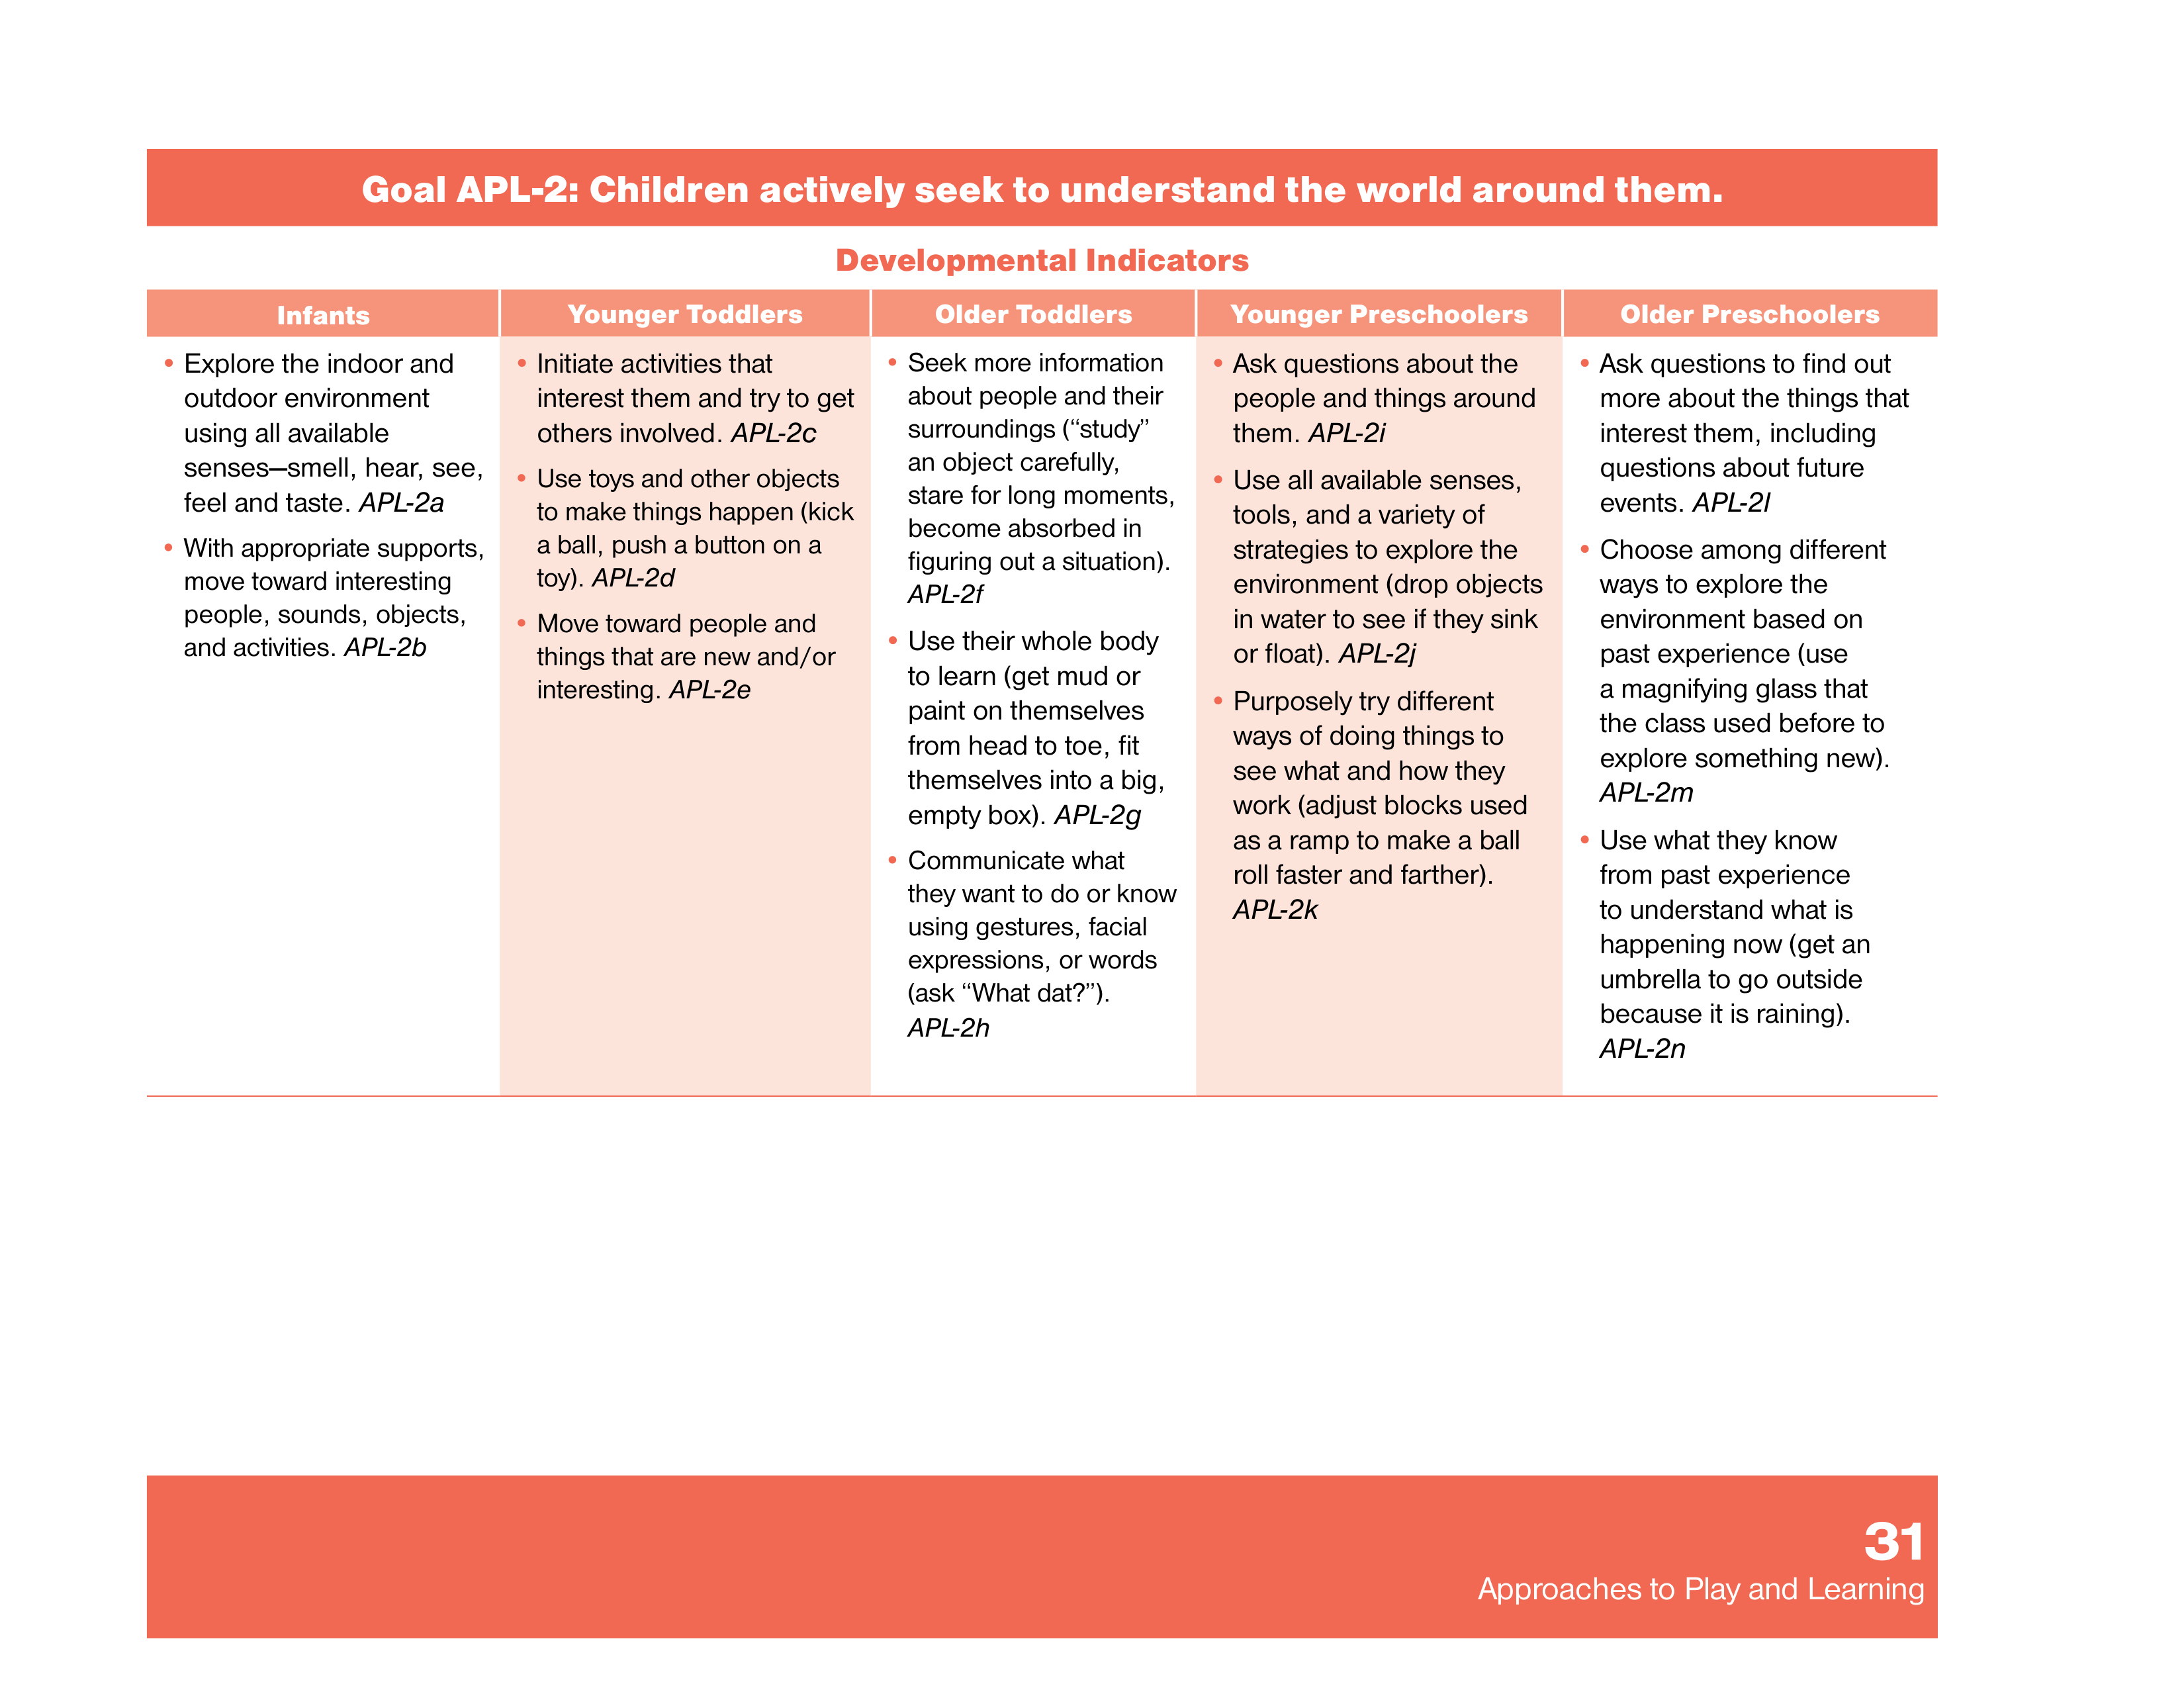 Goal APL-2: Children actively seek to understand the world around them.
Developmental Indicators
Infants
• Explore the indoor and
outdoor environment
using all available
senses—smell, hear, see,
feel and taste. APL-2a
• With appropriate supports,
move toward interesting
people, sounds, objects,
and activities. APL-2b
Younger Toddlers
• Initiate activities that
interest them and try to get
others involved. APL-2c
• Use toys and other objects
to make things happen (kick
a ball, push a button on a
toy). APL-2d
• Move toward people and
things that are new and/or
interesting. APL-2e
Older Toddlers
• Seek more information
about people and their
surroundings (“study”
an object carefully,
stare for long moments,
become absorbed in
figuring out a situation).
APL-2f
• Use their whole body
to learn (get mud or
paint on themselves
from head to toe, fit
themselves into a big,
empty box). APL-2g
• Communicate what
they want to do or know
using gestures, facial
expressions, or words
(ask “What dat?”).
APL-2h
Younger Preschoolers
• Ask questions about the
people and things around
them. APL-2i
• Use all available senses,
tools, and a variety of
strategies to explore the
environment (drop objects
in water to see if they sink
or float). APL-2j
• Purposely try different
ways of doing things to
see what and how they
work (adjust blocks used
as a ramp to make a ball
roll faster and farther).
APL-2k
Older Preschoolers
• Ask questions to find out
more about the things that
interest them, including
questions about future
events. APL-2l
• Choose among different
ways to explore the
environment based on
past experience (use
a magnifying glass that
the class used before to
explore something new).
APL-2m
• Use what they know
from past experience
to understand what is
happening now (get an
umbrella to go outside
because it is raining).
APL-2n
31
Approaches to Play and Learning